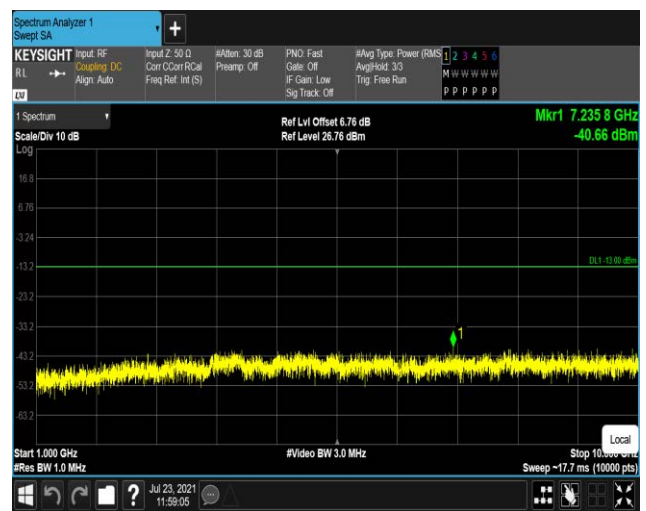 Spectrum Analyzer 1
Swept SA
+
KEYSIGHT
RL
LXI
Input: RF
Coupling: DC
Align: Auto
Input Z: 50 Ω
Corr CCorr RCal
Freq Ref: Int (S)
#Atten: 30 dB
Preamp: Off
PNO: Fast
Gate: Off
IF Gain: Low
Sig Track: Off
#Avg Type: Power (RMS
Avg|Hold: 3/3
Trig: Free Run
1 2 3 4 5 6
M W W W W W
P P P P P P
1 Spectrum
Scale/Div 10 dB
Log
Ref Lvl Offset 6.76 dB
Ref Level 26.76 dBm
Mkr1 7.235 8 GHz
-40.66 dBm
16.8
6.76
-3.24
-13.2
DL1 -13.00 dBm
-23.2
-33.2
1
-43.2
-53.2
-63.2
Local
Start 1.000 GHz
#Res BW 1.0 MHz
#Video BW 3.0 MHz
Stop
Sweep ~17.7 ms (10000 pts)
?
Jul 23, 2021
11:59:05